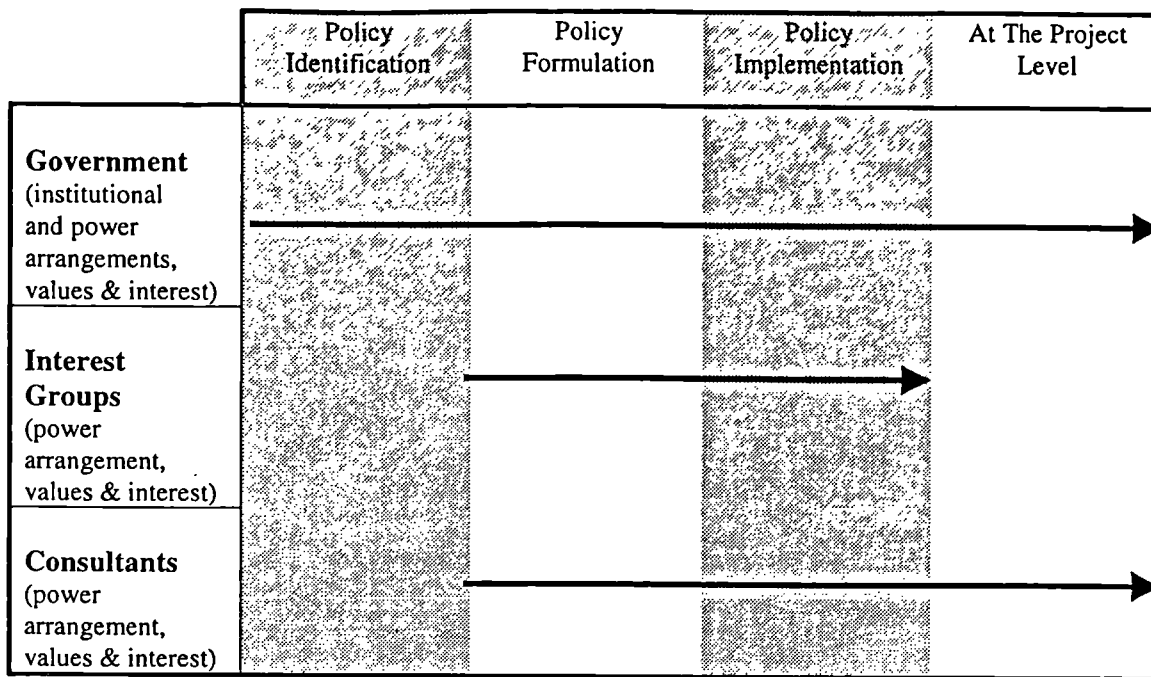 Policy
Identification
Policy
Formulation
Policy
Implementation
At The Project
Level
Government
(institutional
and power
arrangements,
values & interest)
Interest
Groups
(power
arrangement,
values & interest)
Consultants
(power
arrangement,
values & interest)